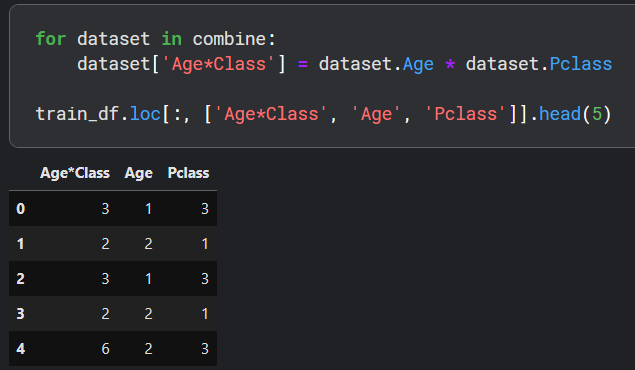 for dataset in combine:
    dataset['Age*Class'] = dataset.Age * dataset.Pclass
train_df.loc[:, ['Age*Class', 'Age', 'Pclass']].head(5)
Age*Class Age Pclass
0 3 1 3
1 2 2 1
2 3 1 3
3 2 2 1
4 6 2 3